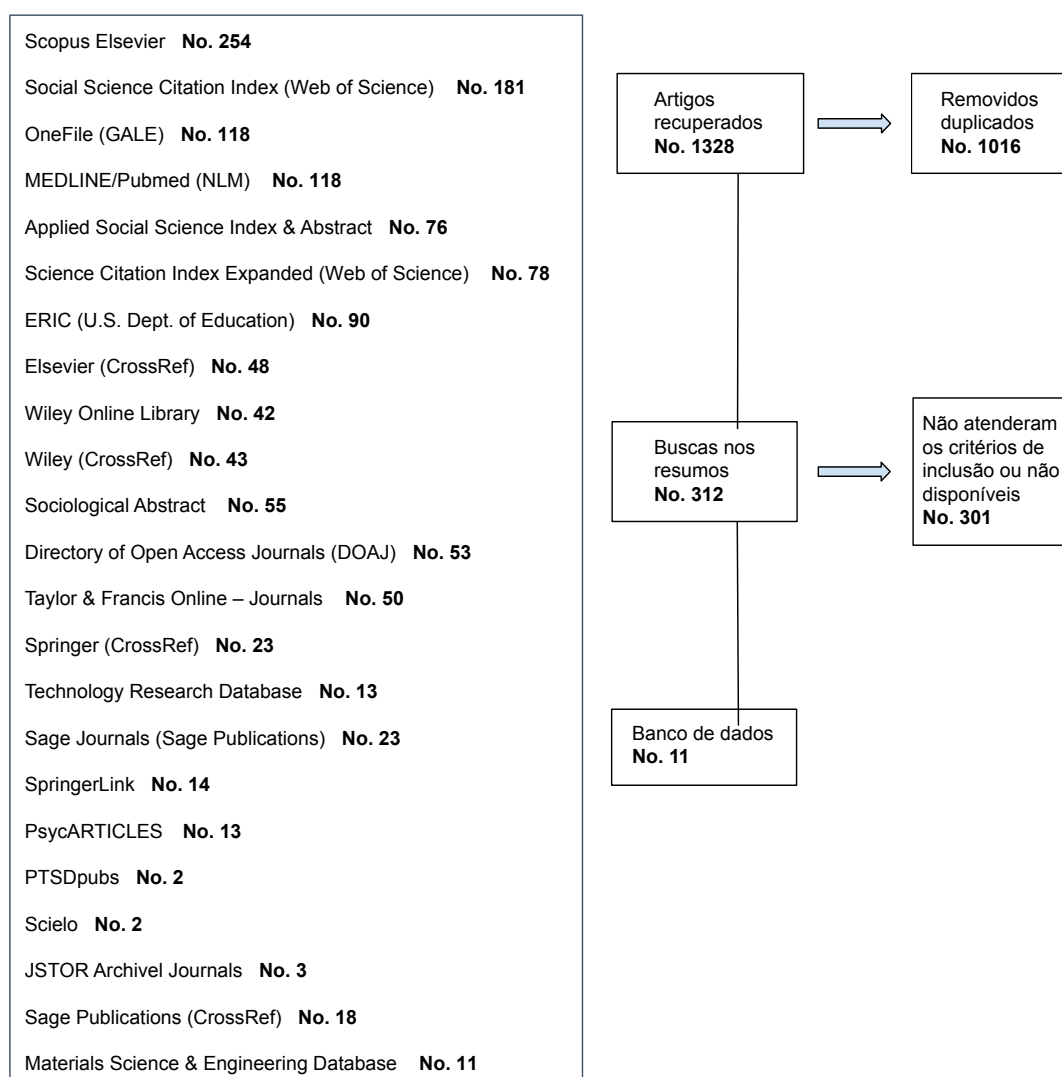 Scopus Elsevier No. 254
Social Science Citation Index (Web of Science) No. 181
OneFile (GALE) No. 118
MEDLINE/Pubmed (NLM) No. 118
Applied Social Science Index & Abstract No. 76
Science Citation Index Expanded (Web of Science) No. 78
ERIC (U.S. Dept. of Education) No. 90
Elsevier (CrossRef) No. 48
Wiley Online Library No. 42
Wiley (CrossRef) No. 43
Sociological Abstract No. 55
Directory of Open Access Journals (DOAJ) No. 53
Taylor & Francis Online – Journals No. 50
Springer (CrossRef) No. 23
Technology Research Database No. 13
Sage Journals (Sage Publications) No. 23
SpringerLink No. 14
PsycARTICLES No. 13
PTSDpubs No. 2
Scielo No. 2
JSTOR Archivel Journals No. 3
Sage Publications (CrossRef) No. 18
Materials Science & Engineering Database No. 11
Artigos
recuperados
No. 1328
Removidos
duplicados
No. 1016
Buscas nos
resumos
No. 312
Não atenderam
os critérios de
inclusão ou não
disponíveis
No. 301
Banco de dados
No. 11